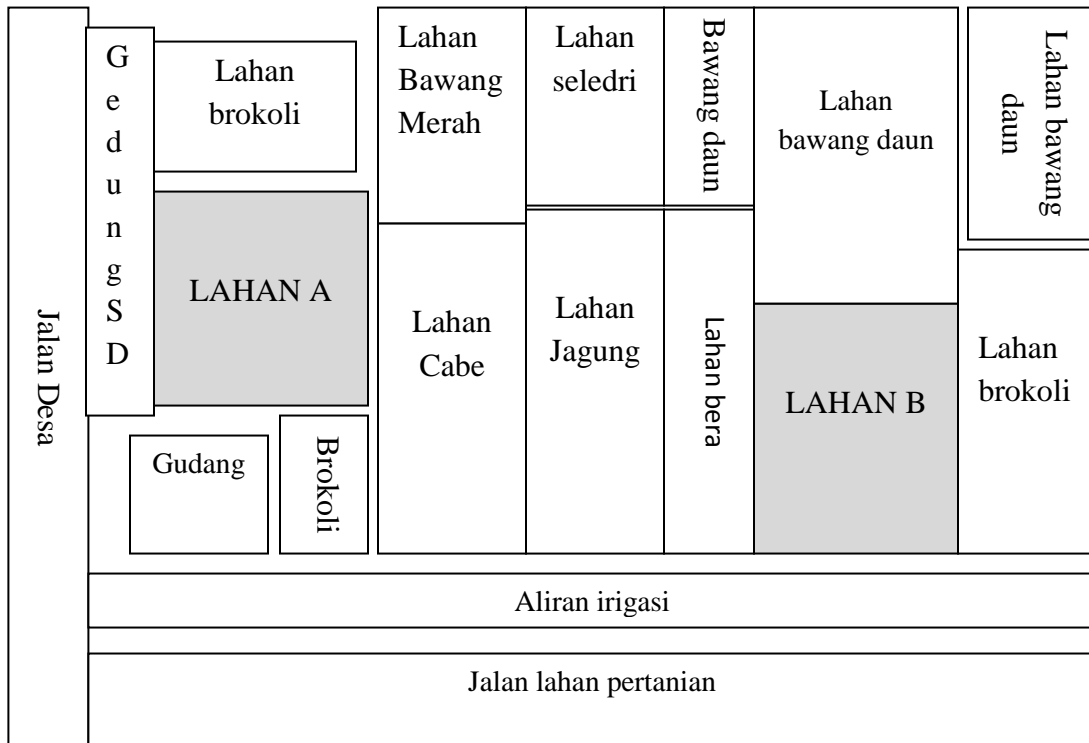 Jalan Desa
G
e
d
u
n
g
S
D
Lahan
brokoli
LAHAN A
Gudang
Brokoli
Lahan
Bawang
Merah
Lahan
Cabe
Lahan
seledri
Lahan
Jagung
Bawang daun
Lahan bera
Lahan
bawang daun
LAHAN B
Lahan bawang
daun
Lahan
brokoli
Aliran irigasi
Jalan lahan pertanian